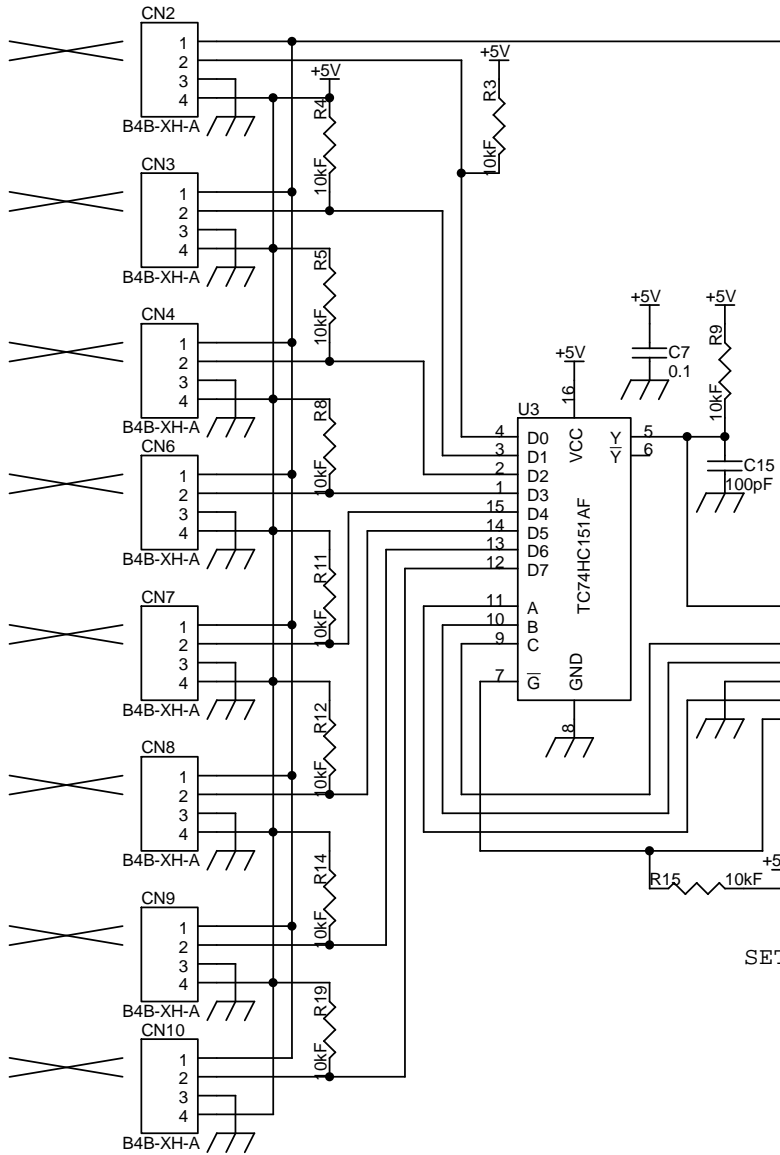 CN2
1
2
3
4
B4B-XH-A
+5V
R4
10kF
+5V
R3
10kF
CN3
1
2
3
4
B4B-XH-A
R5
10kF
CN4
1
2
3
4
B4B-XH-A
R8
10kF
CN6
1
2
3
4
B4B-XH-A
R11
10kF
CN7
1
2
3
4
B4B-XH-A
R12
10kF
CN8
1
2
3
4
B4B-XH-A
R14
10kF
CN9
1
2
3
4
B4B-XH-A
R19
10kF
CN10
1
2
3
4
B4B-XH-A
+5V
C7
0.1
+5V
R9
10kF
+5V
16
U3
4 D0
3 D1
2 D2
1 D3
15 D4
14 D5
13 D6
12 D7
11 A
10 B
9 C
7 G
VCC
TC74HC151AF
GND
8
Y 5
Y 6
C15
100pF
+5
R15 10kF
SET